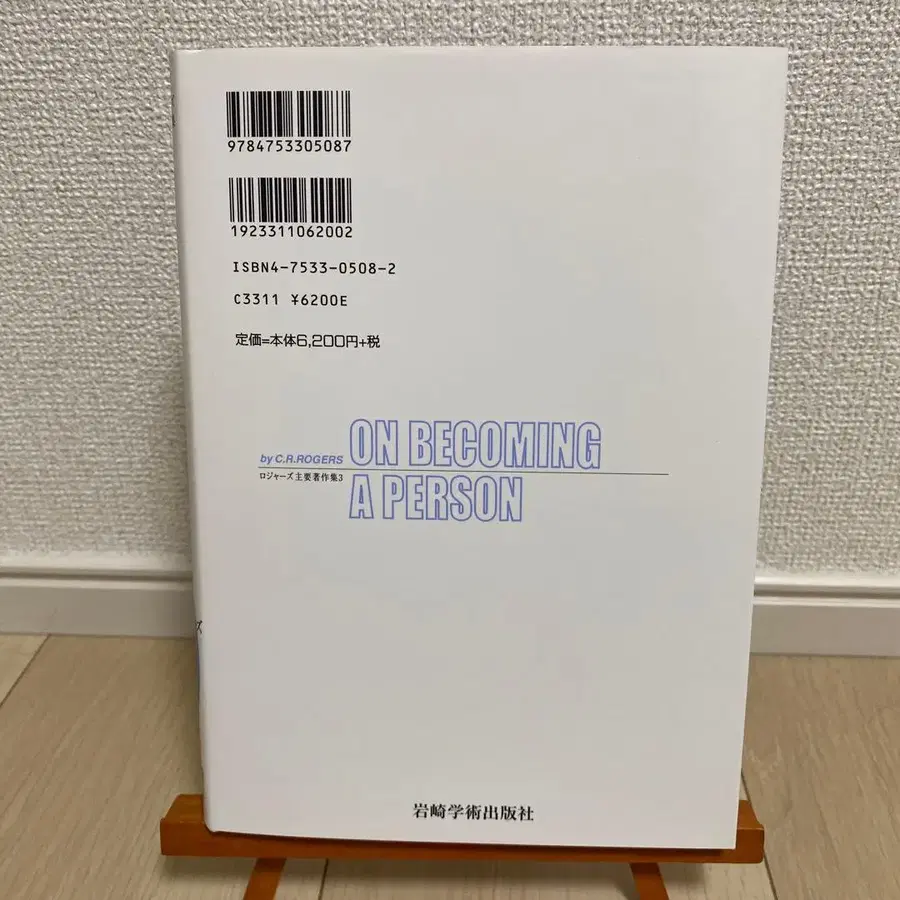 9784753305087
1923311062002
ISBN4-7533-0508-2
C3311 ¥6200E
定価=本体6,200円+税
by C.R.ROGERS
ON BECOMING
ロジャーズ主要著作集3
A PERSON
ズ
岩崎学術出版社